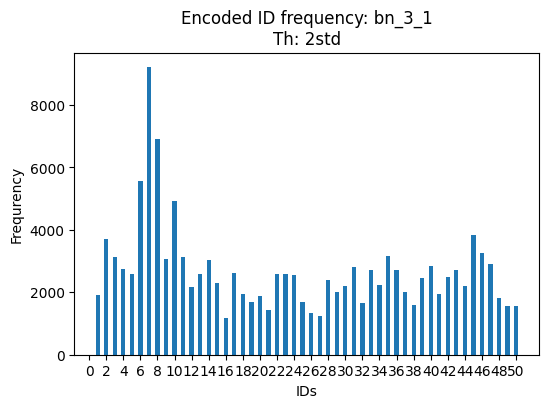 Encoded ID frequency: bn_3_1
Th: 2std
8000
6000
4000
2000
0
Frequrency
0 2 4 6 8 10 12 14 16 18 20 22 24 26 28 30 32 34 36 38 40 42 44 46 48 50
IDs